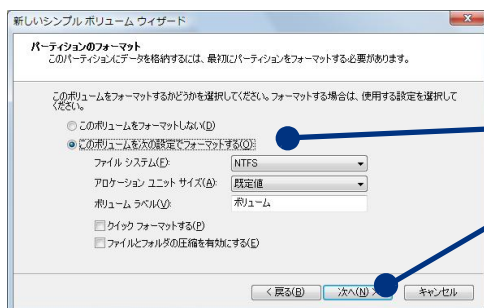 新しいシンプル ボリューム ウィザード
パーティションのフォーマット
このパーティションにデータを格納するには、最初にパーティションをフォーマットする必要があります。
このボリュームをフォーマットするかどうかを選択してください。フォーマットする場合は、使用する設定を選択して
ください。
このボリュームをフォーマットしない(D)
このボリュームを次の設定でフォーマットする(O):
ファイル システム(F): NTFS
アロケーション ユニット サイズ(A): 既定値
ボリューム ラベル(V): ボリューム
クイック フォーマットする(P)
ファイルとフォルダの圧縮を有効にする(E)
< 戻る(B) 次へ(N) > キャンセル